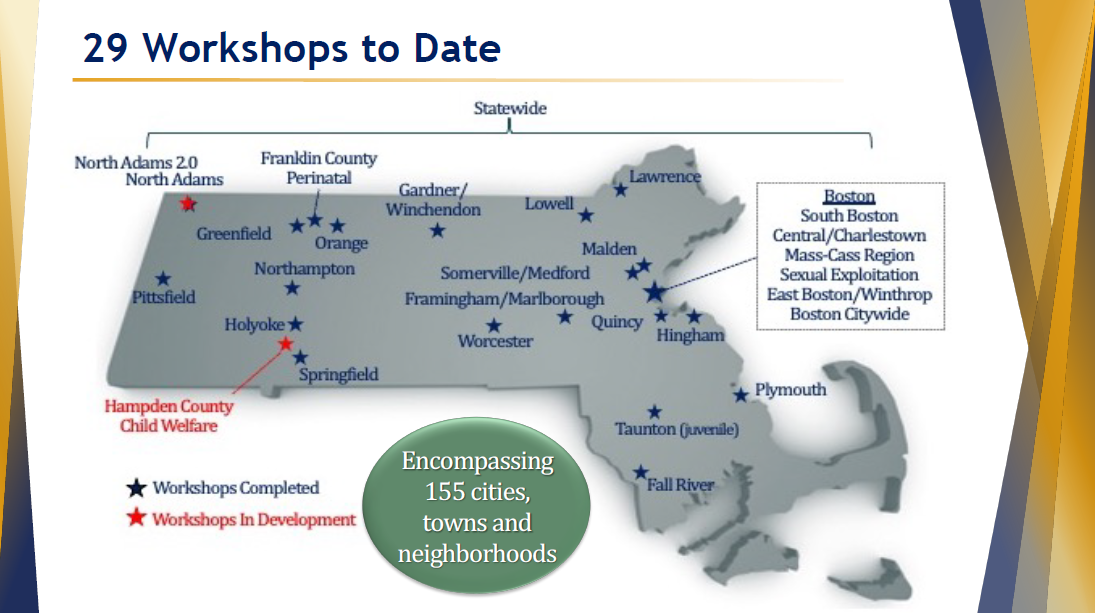 29 Workshops to Date
Statewide
North Adams 2.0
North Adams
Franklin County
Perinatal
Gardner/
Winchendon
Lawrence
Lowell
Greenfield
Orange
Malden
Northampton
Somerville/Medford
Pittsfield
Framingham/Marlborough
Holyoke
Worcester
Quincy
Hingham
Springfield
Plymouth
Hampden County
Child Welfare
Taunton (juvenile)
Fall River
Boston
South Boston
Central/Charlestown
Mass-Cass Region
Sexual Exploitation
East Boston/Winthrop
Boston Citywide
Workshops Completed
Workshops In Development
Encompassing
155 cities,
towns and
neighborhoods